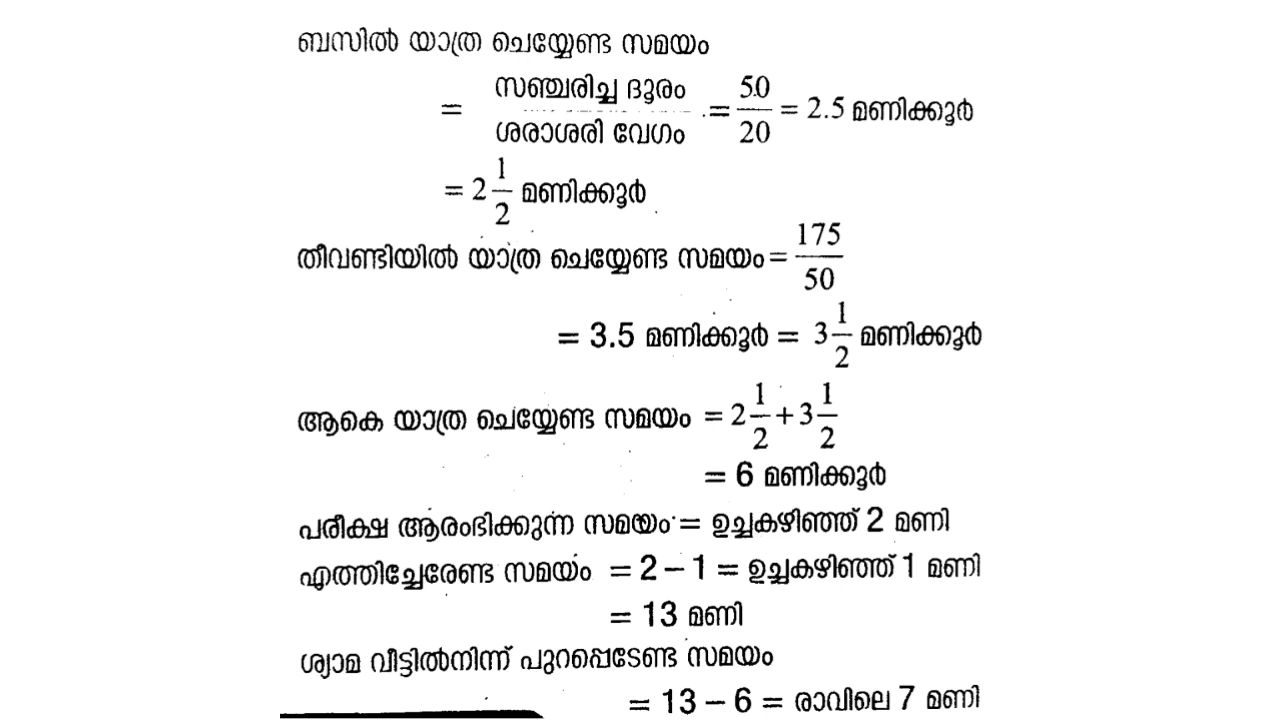 ബസിൽ യാത്ര ചെയ്യേണ്ട സമയം
= സഞ്ചരിച്ച ദൂരം / ശരാശരി വേഗം = 50/20 = 2.5 മണിക്കൂർ
= 2 1/2 മണിക്കൂർ
തീവണ്ടിയിൽ യാത്ര ചെയ്യേണ്ട സമയം = 175/50
= 3.5 മണിക്കൂർ = 3 1/2 മണിക്കൂർ
ആകെ യാത്ര ചെയ്യേണ്ട സമയം = 2 1/2 + 3 1/2
= 6 മണിക്കൂർ
പരീക്ഷ ആരംഭിക്കുന്ന സമയം = ഉച്ചകഴിഞ്ഞ് 2 മണി
എത്തിച്ചേരേണ്ട സമയം = 2 – 1 = ഉച്ചകഴിഞ്ഞ് 1 മണി
= 13 മണി
ശ്യാമ വീട്ടിൽനിന്ന് പുറപ്പെടേണ്ട സമയം
= 13 – 6 = രാവിലെ 7 മണി